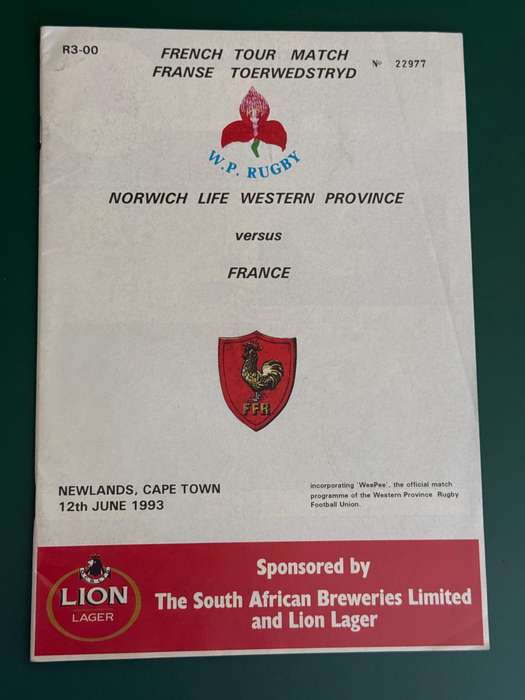 R3-00
FRENCH TOUR MATCH
FRANSE TOERWEDSTRYD
Nº 22977
W.P. RUGBY
NORWICH LIFE WESTERN PROVINCE
versus
FRANCE
FFR
NEWLANDS, CAPE TOWN
12th JUNE 1993
incorporating 'WeePee', the official match
programme of the Western Province Rugby
Football Union.
LION
LAGER
Sponsored by
The South African Breweries Limited
and Lion Lager